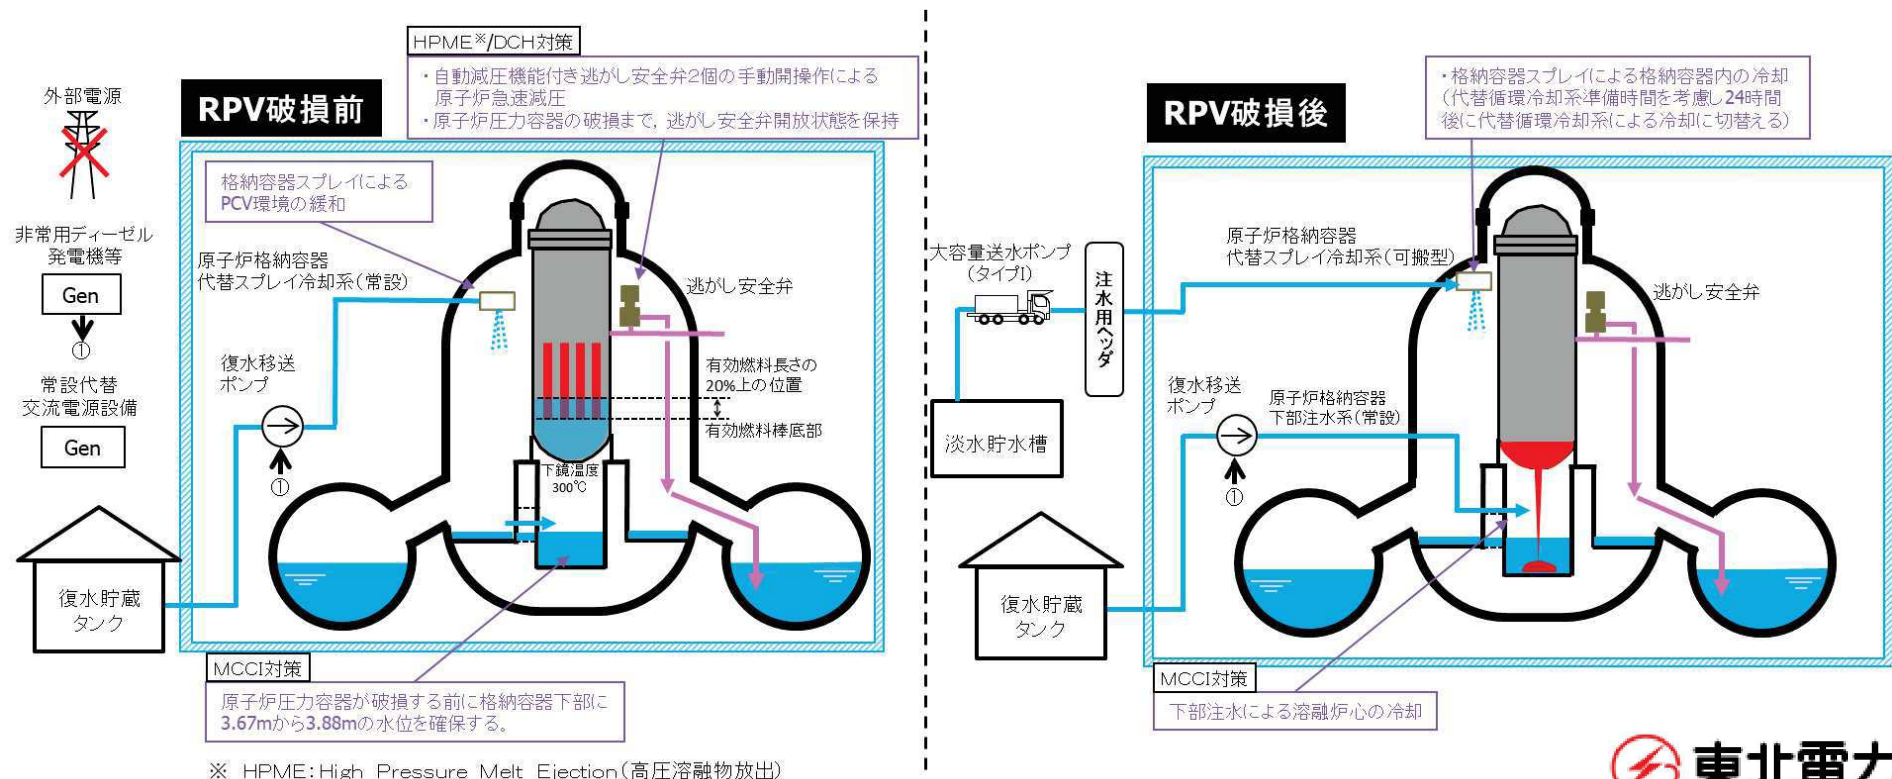 HPME※/DCH対策
・自動減圧機能付き逃がし安全弁2個の手動開操作による
原子炉急速減圧
・原子炉圧力容器の破損まで，逃がし安全弁開放状態を保持
外部電源
RPV破損前
格納容器スプレイによる
PCV環境の緩和
非常用ディーゼル
発電機等
Gen
①
常設代替
交流電源設備
Gen
原子炉格納容器
代替スプレイ冷却系(常設)
逃がし安全弁
復水移送
ポンプ
①
有効燃料長さの
20%上の位置
有効燃料棒底部
下鏡温度
300℃
復水貯蔵
タンク
MCCI対策
原子炉圧力容器が破損する前に格納容器下部に
3.67mから3.88mの水位を確保する。
※ HPME：High Pressure Melt Ejection(高圧溶融物放出)
RPV破損後
・格納容器スプレイによる格納容器内の冷却
(代替循環冷却系準備時間を考慮し24時間
後に代替循環冷却系による冷却に切替える)
大容量送水ポンプ
(タイプⅠ)
注水用ヘッダ
原子炉格納容器
代替スプレイ冷却系(可搬型)
逃がし安全弁
淡水貯水槽
復水移送
ポンプ
①
原子炉格納容器
下部注水系(常設)
復水貯蔵
タンク
MCCI対策
下部注水による溶融炉心の冷却
東北電力